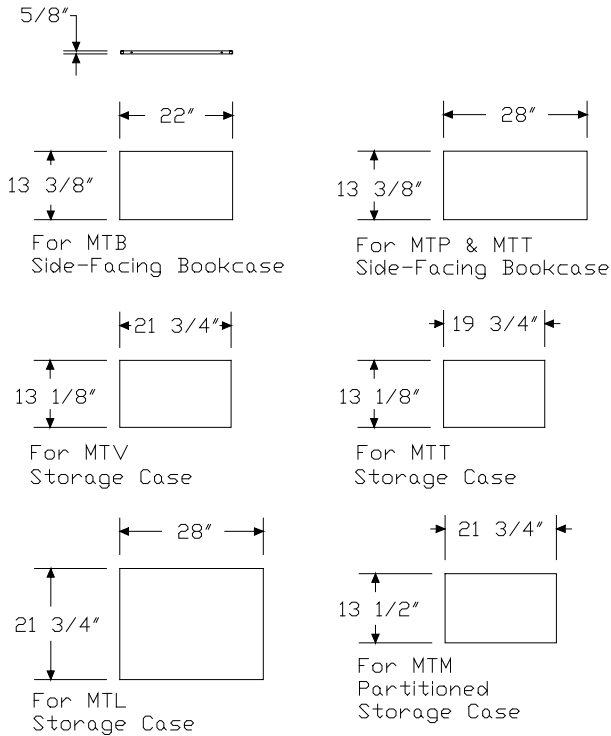 5/8"
22"
13 3/8"
For MTB
Side-Facing Bookcase
28"
13 3/8"
For MTP & MTT
Side-Facing Bookcase
21 3/4"
13 1/8"
For MTV
Storage Case
19 3/4"
13 1/8"
For MTT
Storage Case
28"
21 3/4"
For MTL
Storage Case
21 3/4"
13 1/2"
For MTM
Partitioned
Storage Case